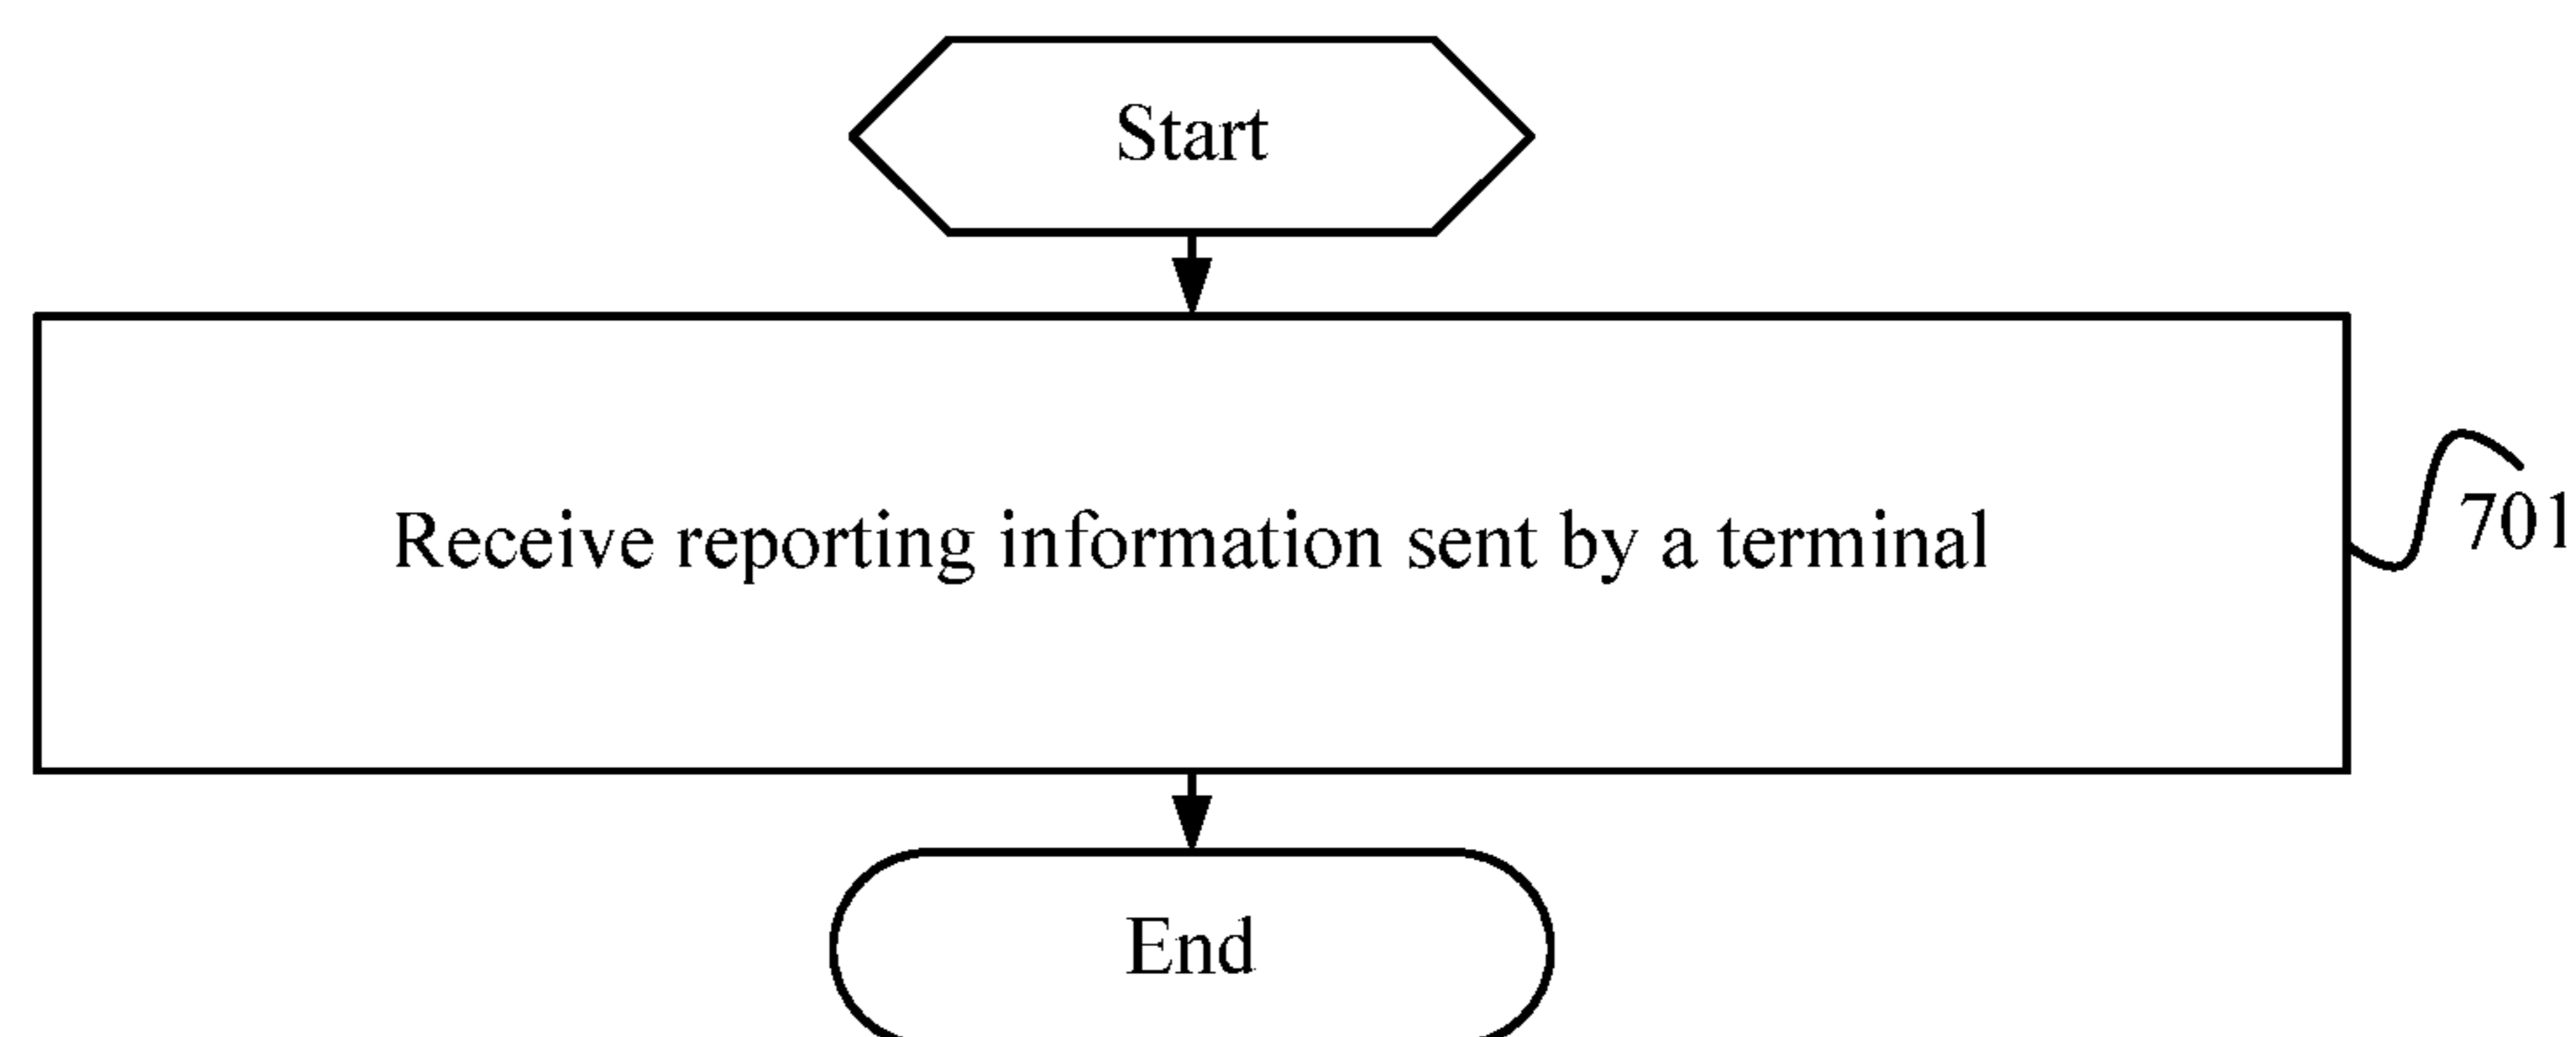 Start
Receive reporting information sent by a terminal
701
End